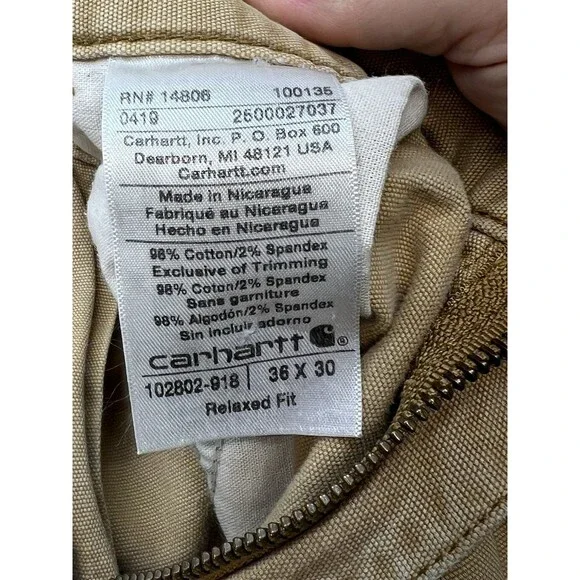 RN# 14806 100135
0419 2600027037
Carhartt, Inc. P. O. Box 600
Dearborn, MI 48121 USA
Carhartt.com
Made in Nicaragua
Fabriqué au Nicaragua
Hecho en Nicaragua
98% Cotton/2% Spandex
Exclusive of Trimming
98% Coton/2% Spandex
Sans garniture
98% Algodón/2% Spandex
Sin incluir adorno
carhartt ®
102802-918 | 36 X 30
Relaxed Fit